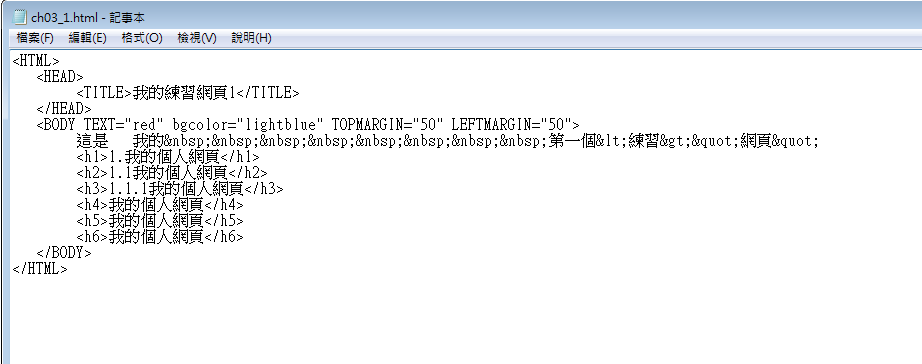 ch03_1.html - 記事本
檔案(F) 編輯(E) 格式(O) 檢視(V) 說明(H)
<HTML>
   <HEAD>
        <TITLE>我的練習網頁1</TITLE>
   </HEAD>
   <BODY TEXT="red" bgcolor="lightblue" TOPMARGIN="50" LEFTMARGIN="50">
        這是   我的&nbsp;&nbsp;&nbsp;&nbsp;&nbsp;&nbsp;&nbsp;&nbsp;第一個&lt;練習&gt;&quot;網頁&quot;
        <h1>1.我的個人網頁</h1>
        <h2>1.1我的個人網頁</h2>
        <h3>1.1.1我的個人網頁</h3>
        <h4>我的個人網頁</h4>
        <h5>我的個人網頁</h5>
        <h6>我的個人網頁</h6>
   </BODY>
</HTML>